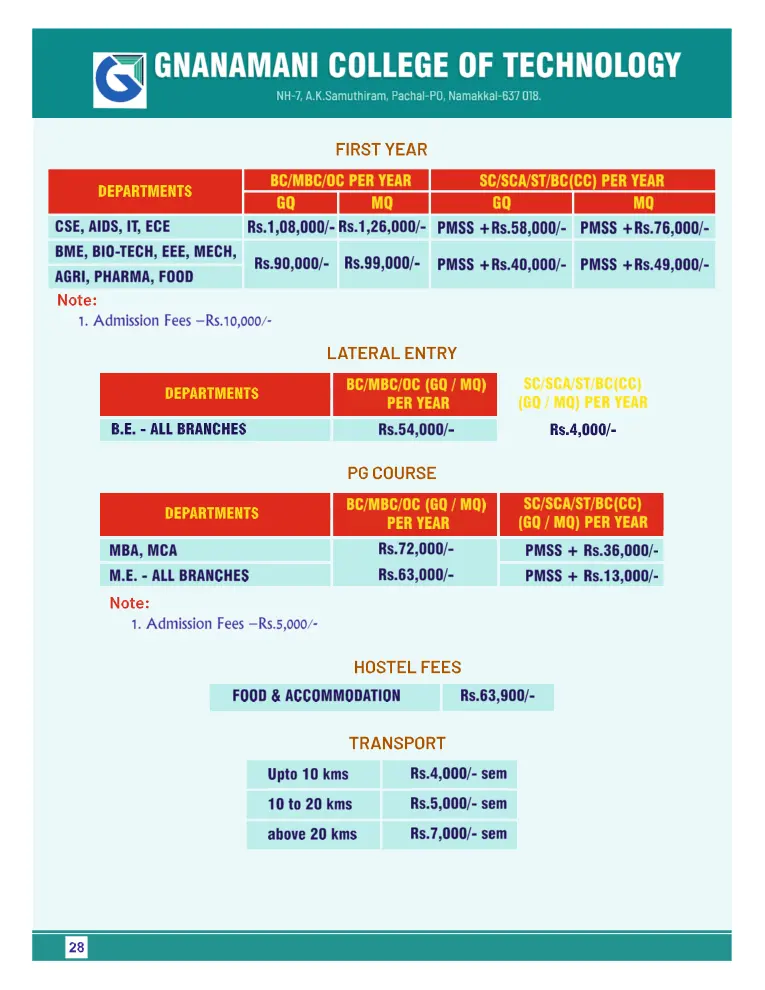 GNANAMANI COLLEGE OF TECHNOLOGY
NH-7, A.K.Samuthiram, Pachal-PO, Namakkal-637 018.
FIRST YEAR
DEPARTMENTS
BC/MBC/OC PER YEAR SC/SCA/ST/BC(CC) PER YEAR
GQ MQ GQ MQ
CSE, AIDS, IT, ECE Rs.1,08,000/- Rs.1,26,000/- PMSS +Rs.58,000/- PMSS +Rs.76,000/-
BME, BIO-TECH, EEE, MECH,
AGRI, PHARMA, FOOD
Rs.90,000/- Rs.99,000/- PMSS +Rs.40,000/- PMSS +Rs.49,000/-
Note:
1. Admission Fees –Rs.10,000/-
LATERAL ENTRY
DEPARTMENTS
BC/MBC/OC (GQ / MQ)
PER YEAR
SC/SCA/ST/BC(CC)
(GQ / MQ) PER YEAR
B.E. - ALL BRANCHES Rs.54,000/- Rs.4,000/-
PG COURSE
DEPARTMENTS
BC/MBC/OC (GQ / MQ)
PER YEAR
SC/SCA/ST/BC(CC)
(GQ / MQ) PER YEAR
MBA, MCA Rs.72,000/- PMSS + Rs.36,000/-
M.E. - ALL BRANCHES Rs.63,000/- PMSS + Rs.13,000/-
Note:
1. Admission Fees –Rs.5,000/-
HOSTEL FEES
FOOD & ACCOMMODATION Rs.63,900/-
TRANSPORT
Upto 10 kms Rs.4,000/- sem
10 to 20 kms Rs.5,000/- sem
above 20 kms Rs.7,000/- sem
28